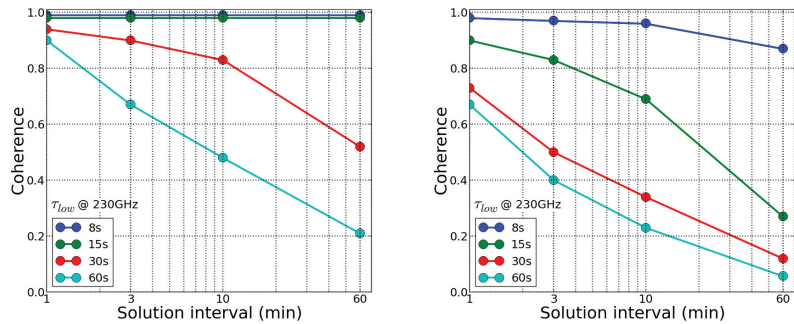 1.0
0.8
0.6
0.4
0.2
0.0
Coherence
τlow @ 230GHz
8s
15s
30s
60s
1 3 10 60
Solution interval (min)
1.0
0.8
0.6
0.4
0.2
0.0
Coherence
τlow @ 230GHz
8s
15s
30s
60s
1 3 10 60
Solution interval (min)